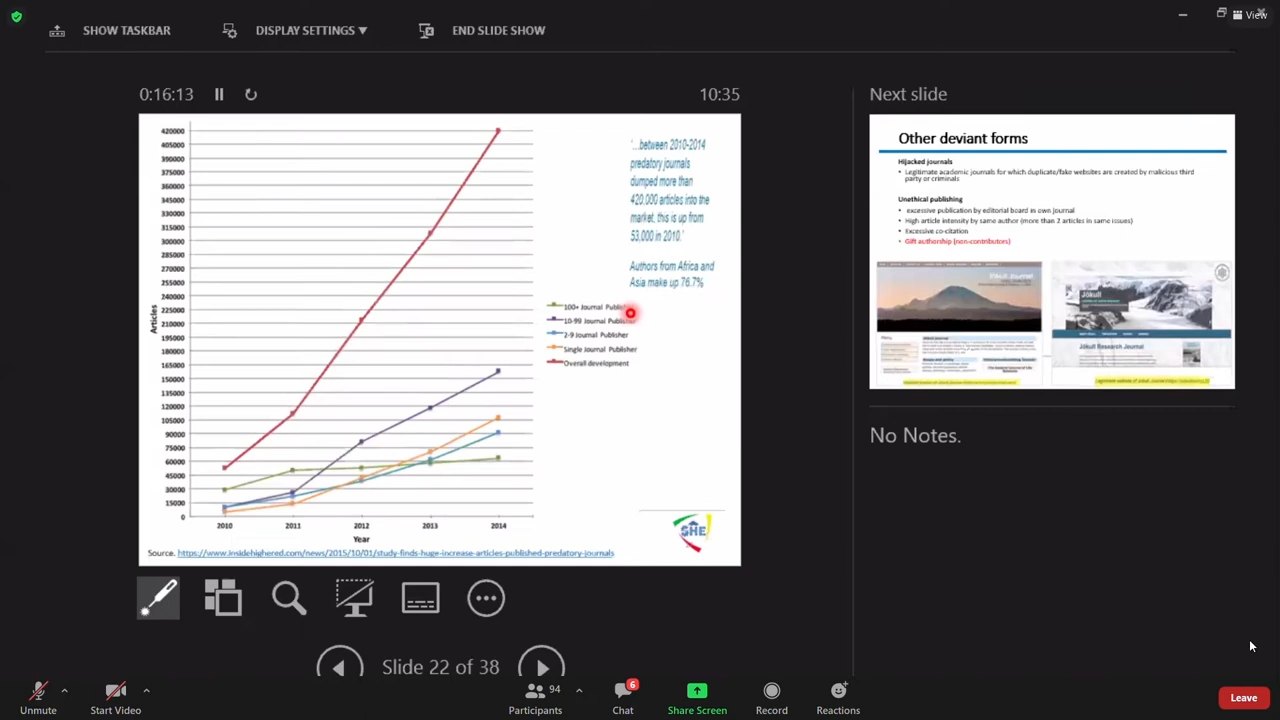 View
SHOW TASKBAR
DISPLAY SETTINGS
END SLIDE SHOW
0:16:13
10:35
Next slide
420000
405000
390000
375000
360000
345000
330000
315000
300000
285000
270000
255000
240000
225000
210000
195000
180000
165000
150000
135000
120000
105000
90000
75000
60000
45000
30000
15000
0
Articles
2010 2011 2012 2013 2014
Year
'...between 2010-2014
predatory journals
dumped more than
420,000 articles into the
market, this is up from
53,000 in 2010.'
Authors from Africa and
Asia make up 76.7%
100+ Journal
10-99 Journal Publisher
2-9 Journal Publisher
Single Journal Publisher
Overall development
SHE
Source. https://www.insidehighered.com/news/2015/10/01/study-finds-huge-increase-articles-published-predatory-journals
Other deviant forms
Hijacked journals
• Legitimate academic journals for which duplicate/fake websites are created by malicious third
party or criminals
Unethical publishing
• excessive publication by editorial board in own journal
• High article intensity by same author (more than 2 articles in same issues)
• Excessive co-citation
• Gift authorship (non-contributors)
Jökull Journal
Jökull
Jökull Research Journal
No Notes.
Slide 22 of 38
Unmute
Start Video
94
Participants
6
Chat
Share Screen
Record
Reactions
Leave